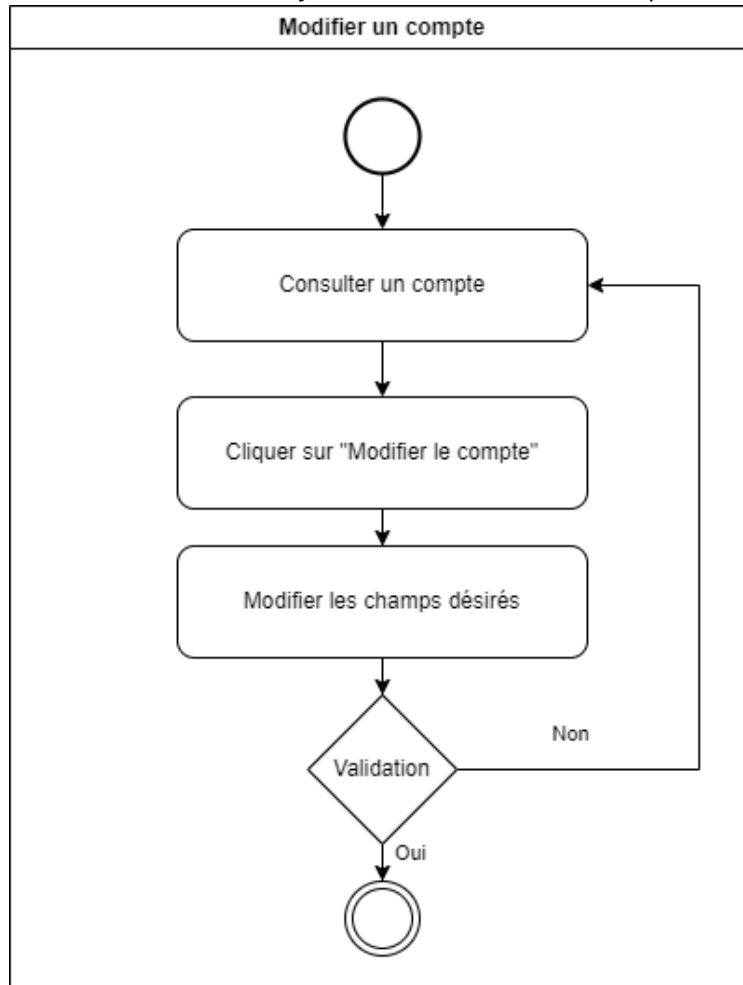 Modifier un compte
Consulter un compte
Cliquer sur "Modifier le compte"
Modifier les champs désirés
Non
Validation
Oui